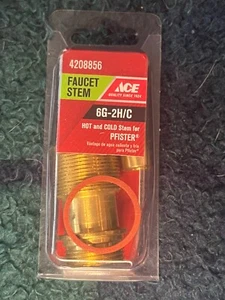 4208856
FAUCET
STEM
ACE
QUALITY SINCE 1924
6G-2H/C
HOT and COLD Stem for
PFISTER®
Vástago de agua caliente y fría
para Pfister®